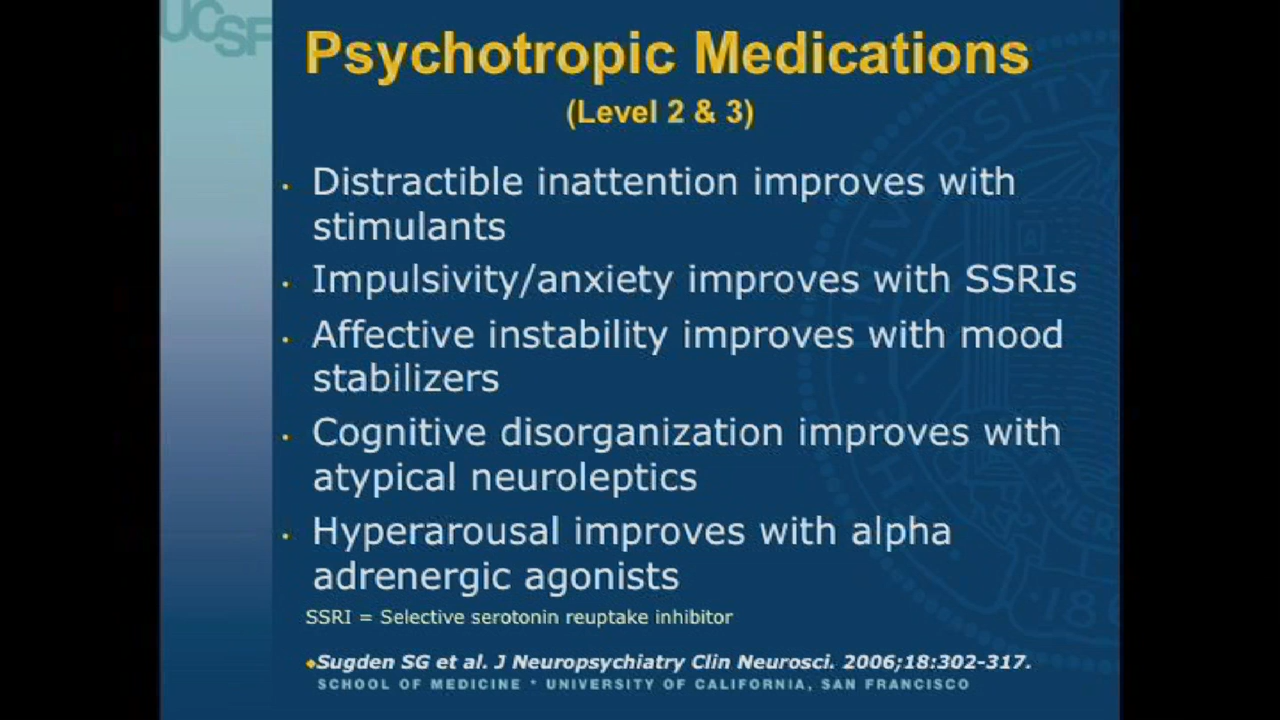 UCSF
Psychotropic Medications
(Level 2 & 3)
• Distractible inattention improves with
stimulants
• Impulsivity/anxiety improves with SSRIs
• Affective instability improves with mood
stabilizers
• Cognitive disorganization improves with
atypical neuroleptics
• Hyperarousal improves with alpha
adrenergic agonists
SSRI = Selective serotonin reuptake inhibitor
◆Sugden SG et al. J Neuropsychiatry Clin Neurosci. 2006;18:302-317.
SCHOOL OF MEDICINE * UNIVERSITY OF CALIFORNIA, SAN FRANCISCO